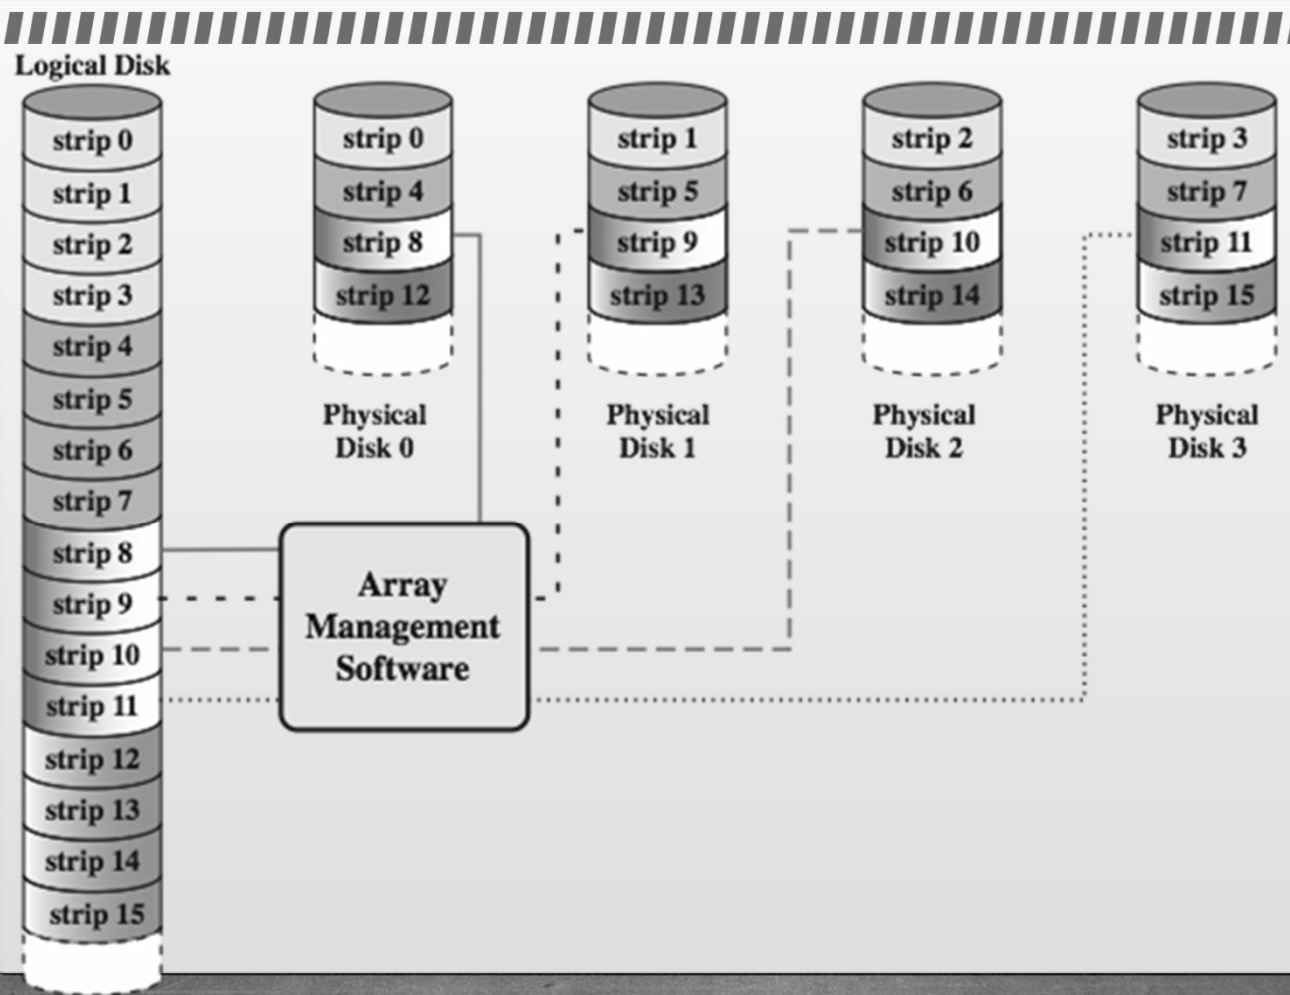 Logical Disk
strip 0
strip 1
strip 2
strip 3
strip 4
strip 5
strip 6
strip 7
strip 8
strip 9
strip 10
strip 11
strip 12
strip 13
strip 14
strip 15
strip 0
strip 4
strip 8
strip 12
Physical
Disk 0
strip 1
strip 5
strip 9
strip 13
Physical
Disk 1
strip 2
strip 6
strip 10
strip 14
Physical
Disk 2
strip 3
strip 7
strip 11
strip 15
Physical
Disk 3
Array
Management
Software